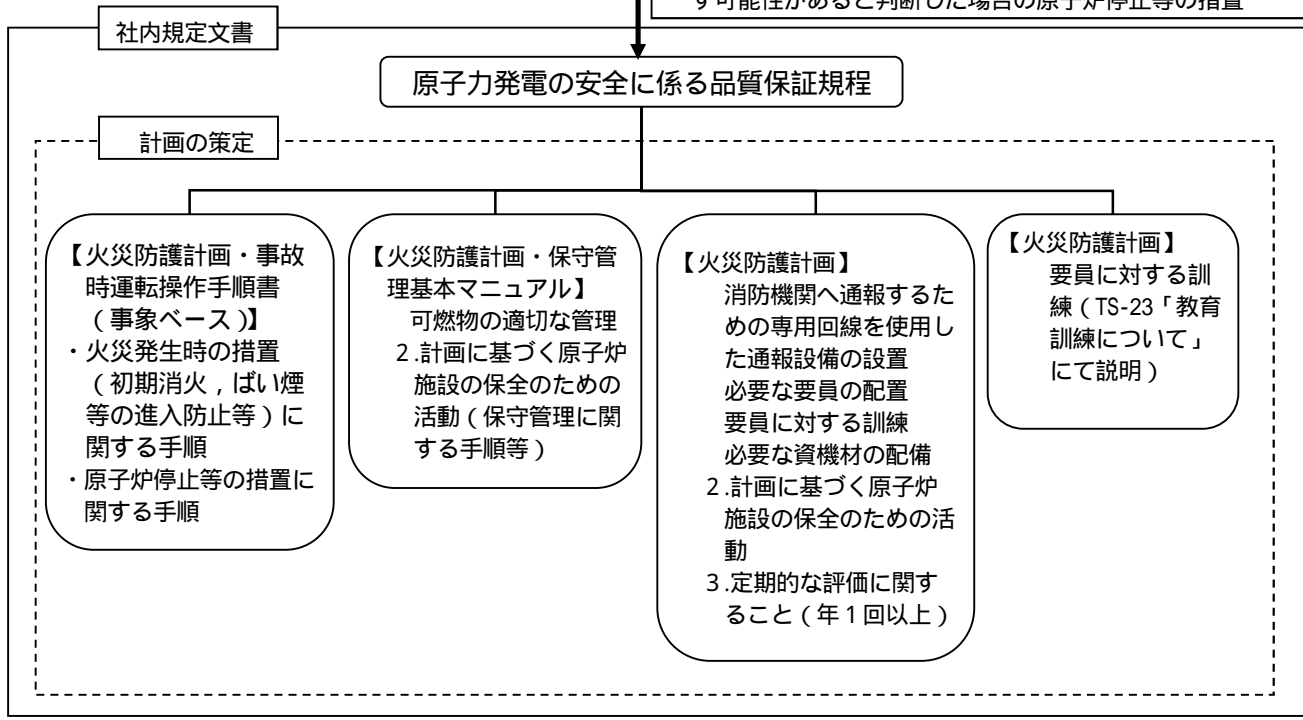 す可能性があると判断した場合の原子炉停止等の措置
社内規定文書
原子力発電の安全に係る品質保証規程
計画の策定
【火災防護計画・事故
時運転操作手順書
(事象ベース)】
・火災発生時の措置
(初期消火,ばい煙
等の進入防止等)に
関する手順
・原子炉停止等の措置に
関する手順
【火災防護計画・保守管
理基本マニュアル】
可燃物の適切な管理
2.計画に基づく原子炉
施設の保全のための
活動(保守管理に関
する手順等)
【火災防護計画】
消防機関へ通報するた
めの専用回線を使用し
た通報設備の設置
必要な要員の配置
要員に対する訓練
必要な資機材の配備
2.計画に基づく原子炉
施設の保全のための活
動
3.定期的な評価に関す
ること(年1回以上)
【火災防護計画】
要員に対する訓
練(TS-23「教育
訓練について」
にて説明)